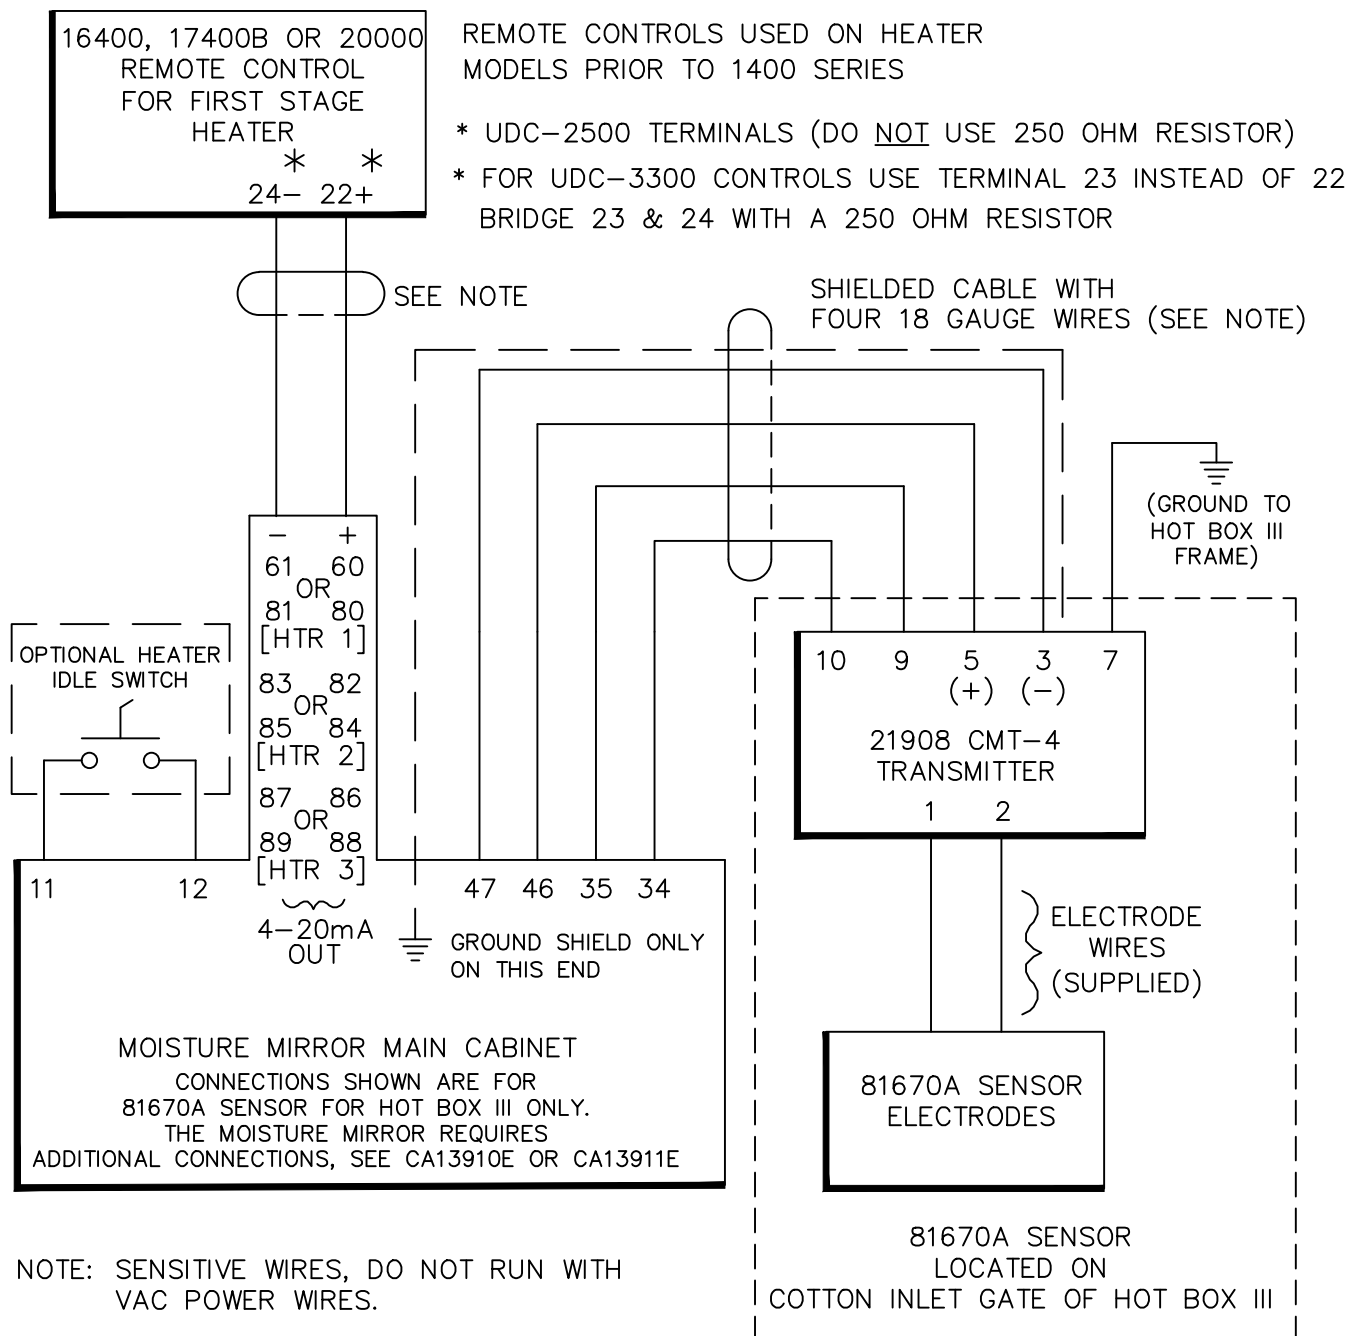 16400, 17400B OR 20000
REMOTE CONTROL
FOR FIRST STAGE
HEATER
* *
24- 22+
REMOTE CONTROLS USED ON HEATER
MODELS PRIOR TO 1400 SERIES
* UDC-2500 TERMINALS (DO NOT USE 250 OHM RESISTOR)
* FOR UDC-3300 CONTROLS USE TERMINAL 23 INSTEAD OF 22
BRIDGE 23 & 24 WITH A 250 OHM RESISTOR
SEE NOTE
SHIELDED CABLE WITH
FOUR 18 GAUGE WIRES (SEE NOTE)
(GROUND TO
HOT BOX III
FRAME)
- +
61 60
OR
81 80
[HTR 1]
83 82
OR
85 84
[HTR 2]
87 86
OR
89 88
[HTR 3]
4-20mA
OUT
OPTIONAL HEATER
IDLE SWITCH
11 12
47 46 35 34
GROUND SHIELD ONLY
ON THIS END
10 9 5 3 7
(+) (-)
21908 CMT-4
TRANSMITTER
1 2
ELECTRODE
WIRES
(SUPPLIED)
81670A SENSOR
ELECTRODES
MOISTURE MIRROR MAIN CABINET
CONNECTIONS SHOWN ARE FOR
81670A SENSOR FOR HOT BOX III ONLY.
THE MOISTURE MIRROR REQUIRES
ADDITIONAL CONNECTIONS, SEE CA13910E OR CA13911E
81670A SENSOR
LOCATED ON
COTTON INLET GATE OF HOT BOX III
NOTE: SENSITIVE WIRES, DO NOT RUN WITH
VAC POWER WIRES.